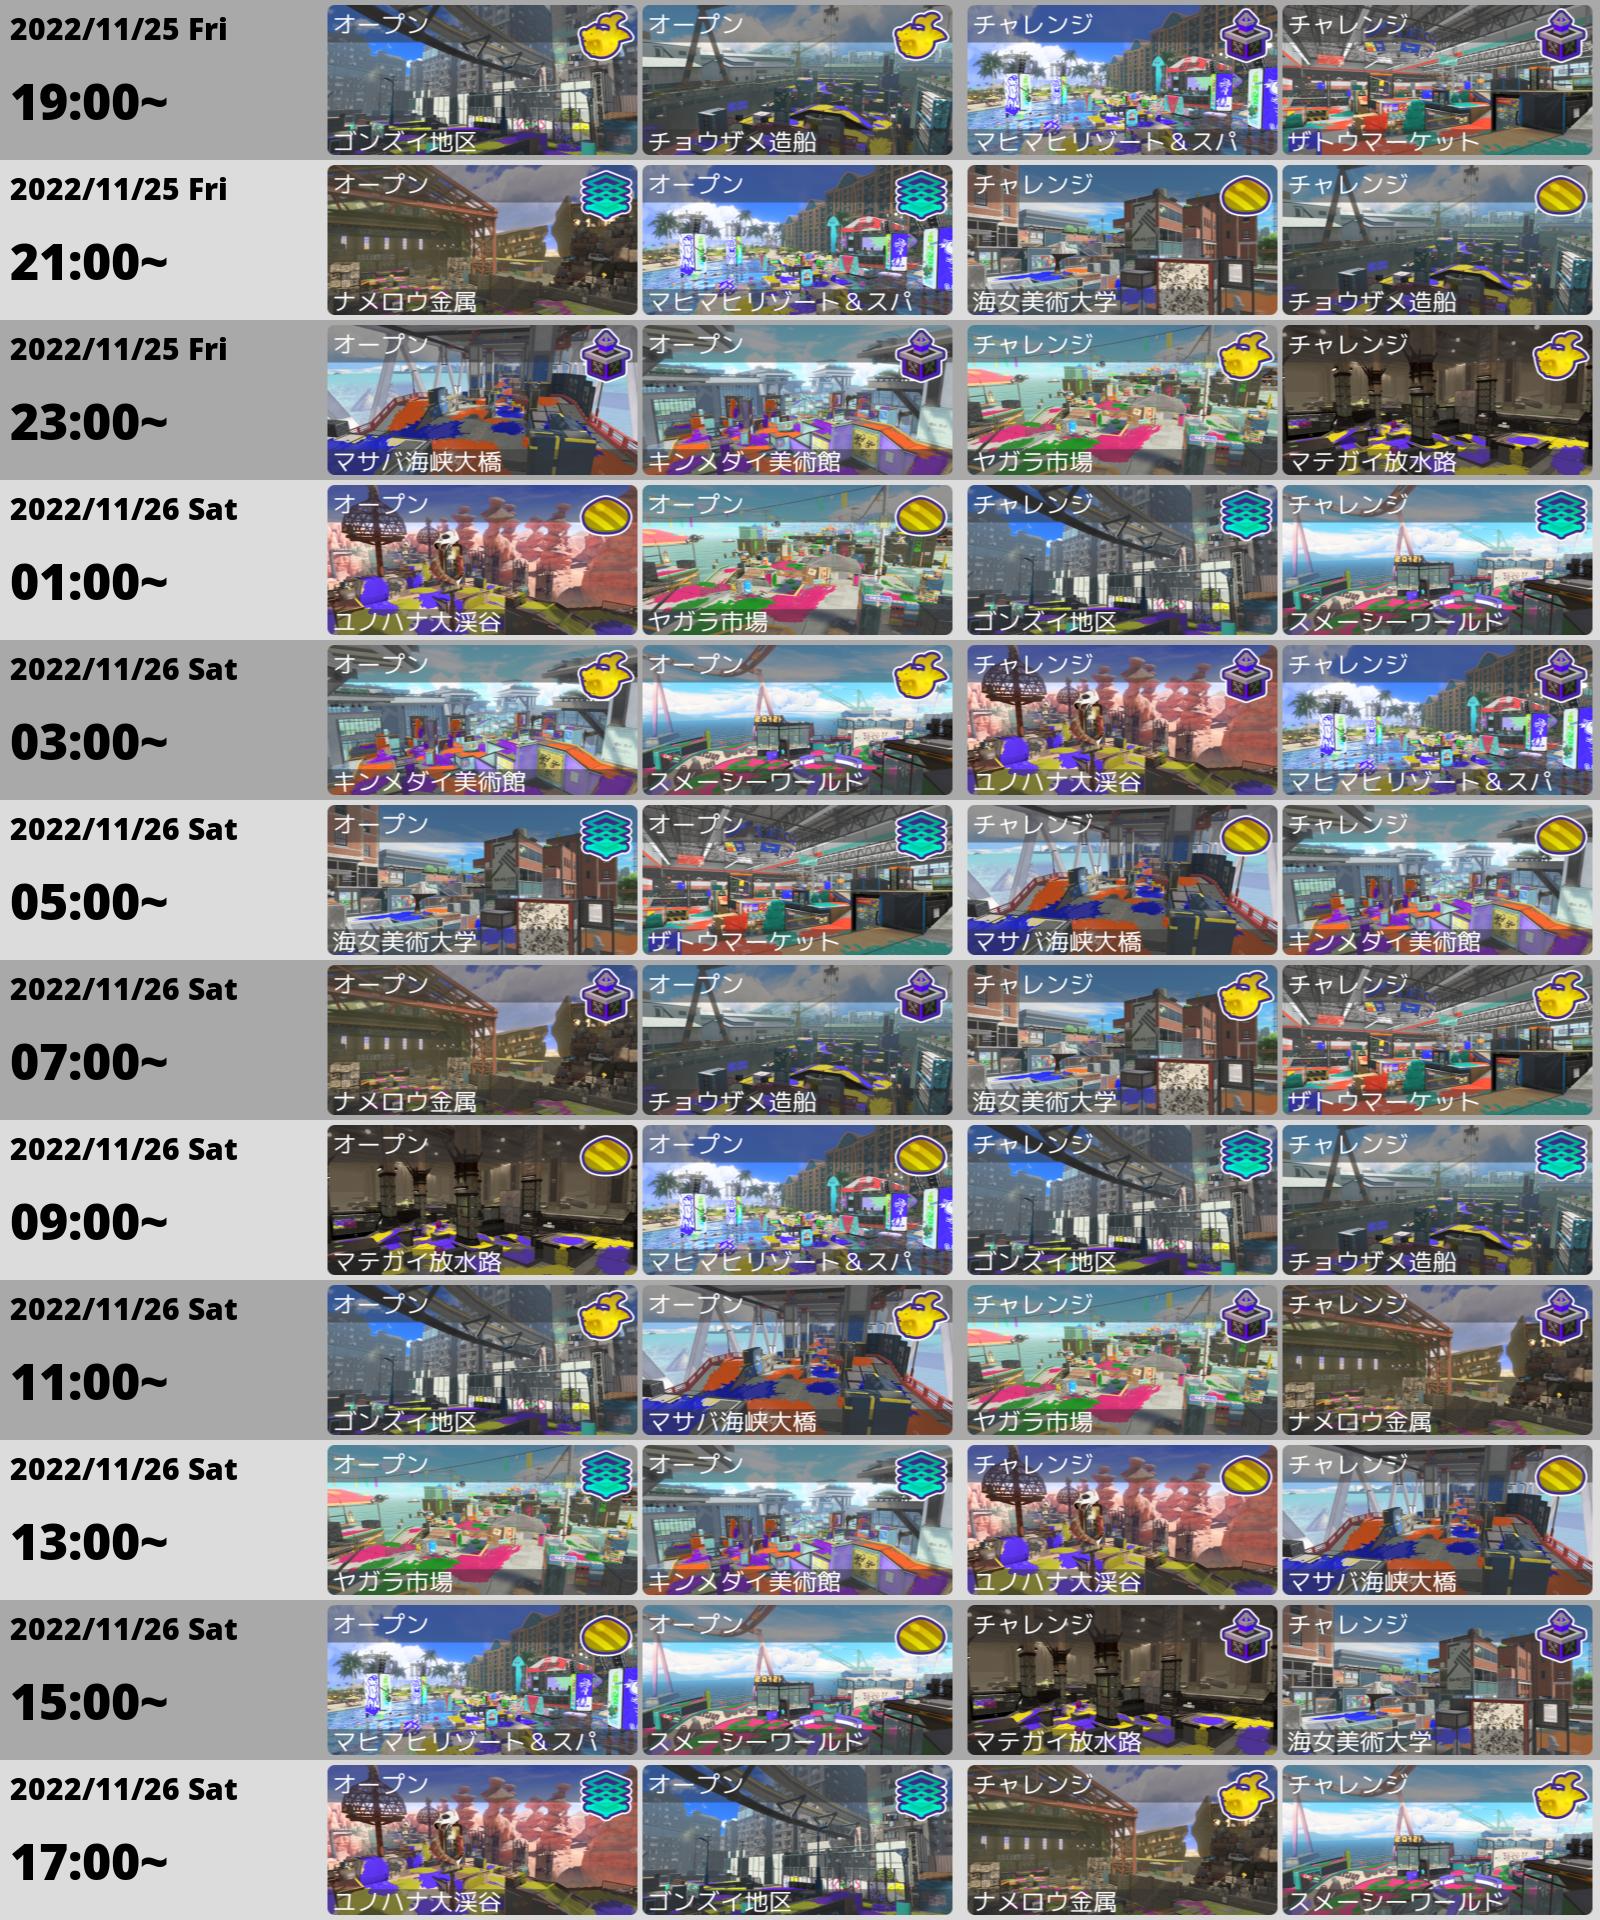 2022/11/25 Fri
19:00~
オープン
ゴンズイ地区
オープン
チョウザメ造船
チャレンジ
マヒマヒリゾート&スパ
チャレンジ
ザトウマーケット
2022/11/25 Fri
21:00~
オープン
ナメロウ金属
オープン
マヒマヒリゾート&スパ
チャレンジ
海女美術大学
チャレンジ
チョウザメ造船
2022/11/25 Fri
23:00~
オープン
マサバ海峡大橋
オープン
キンメダイ美術館
チャレンジ
ヤガラ市場
チャレンジ
マテガイ放水路
2022/11/26 Sat
01:00~
オープン
ユノハナ大渓谷
オープン
ヤガラ市場
チャレンジ
ゴンズイ地区
チャレンジ
スメーシーワールド
2022/11/26 Sat
03:00~
オープン
キンメダイ美術館
オープン
スメーシーワールド
チャレンジ
ユノハナ大渓谷
チャレンジ
マヒマヒリゾート&スパ
2022/11/26 Sat
05:00~
オープン
海女美術大学
オープン
ザトウマーケット
チャレンジ
マサバ海峡大橋
チャレンジ
キンメダイ美術館
2022/11/26 Sat
07:00~
オープン
ナメロウ金属
オープン
チョウザメ造船
チャレンジ
海女美術大学
チャレンジ
ザトウマーケット
2022/11/26 Sat
09:00~
オープン
マテガイ放水路
オープン
マヒマヒリゾート&スパ
チャレンジ
ゴンズイ地区
チャレンジ
チョウザメ造船
2022/11/26 Sat
11:00~
オープン
ゴンズイ地区
オープン
マサバ海峡大橋
チャレンジ
ヤガラ市場
チャレンジ
ナメロウ金属
2022/11/26 Sat
13:00~
オープン
ヤガラ市場
オープン
キンメダイ美術館
チャレンジ
ユノハナ大渓谷
チャレンジ
マサバ海峡大橋
2022/11/26 Sat
15:00~
オープン
マヒマヒリゾート&スパ
オープン
スメーシーワールド
チャレンジ
マテガイ放水路
チャレンジ
海女美術大学
2022/11/26 Sat
17:00~
オープン
ユノハナ大渓谷
オープン
ゴンズイ地区
チャレンジ
ナメロウ金属
チャレンジ
スメーシーワールド